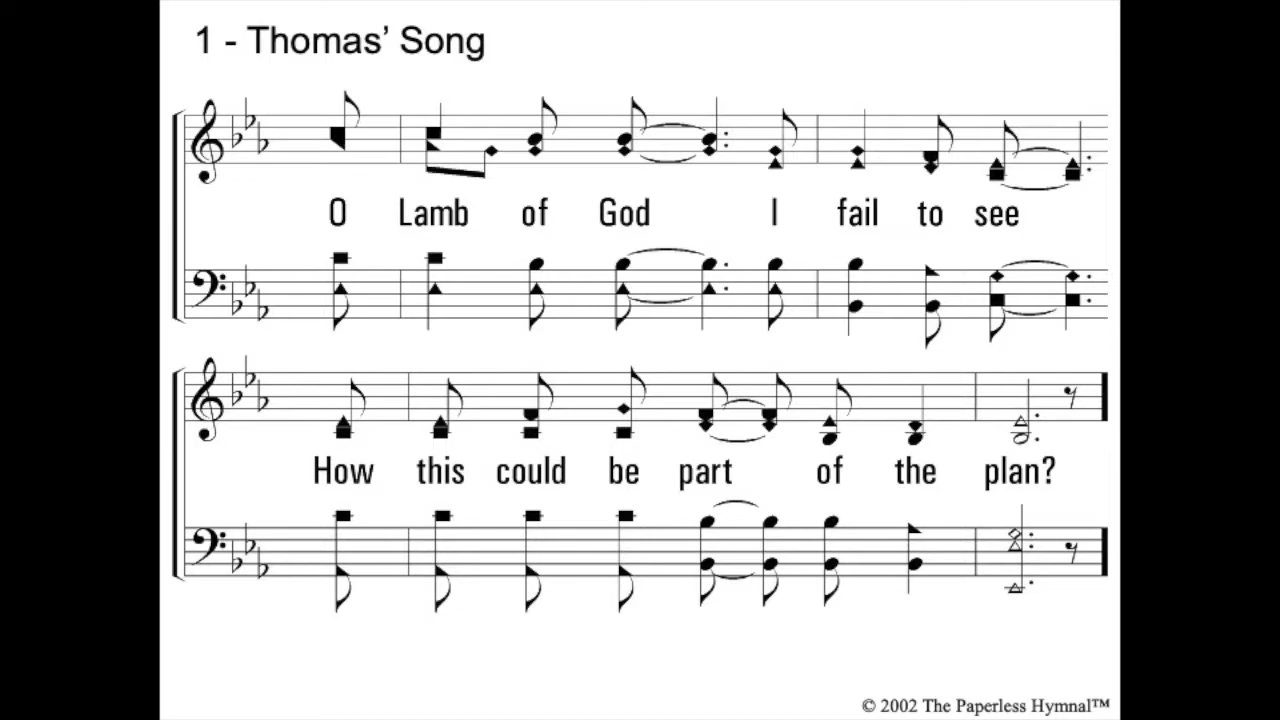 1 - Thomas’ Song
O Lamb of God I fail to see
How this could be part of the plan?
© 2002 The Paperless Hymnal™